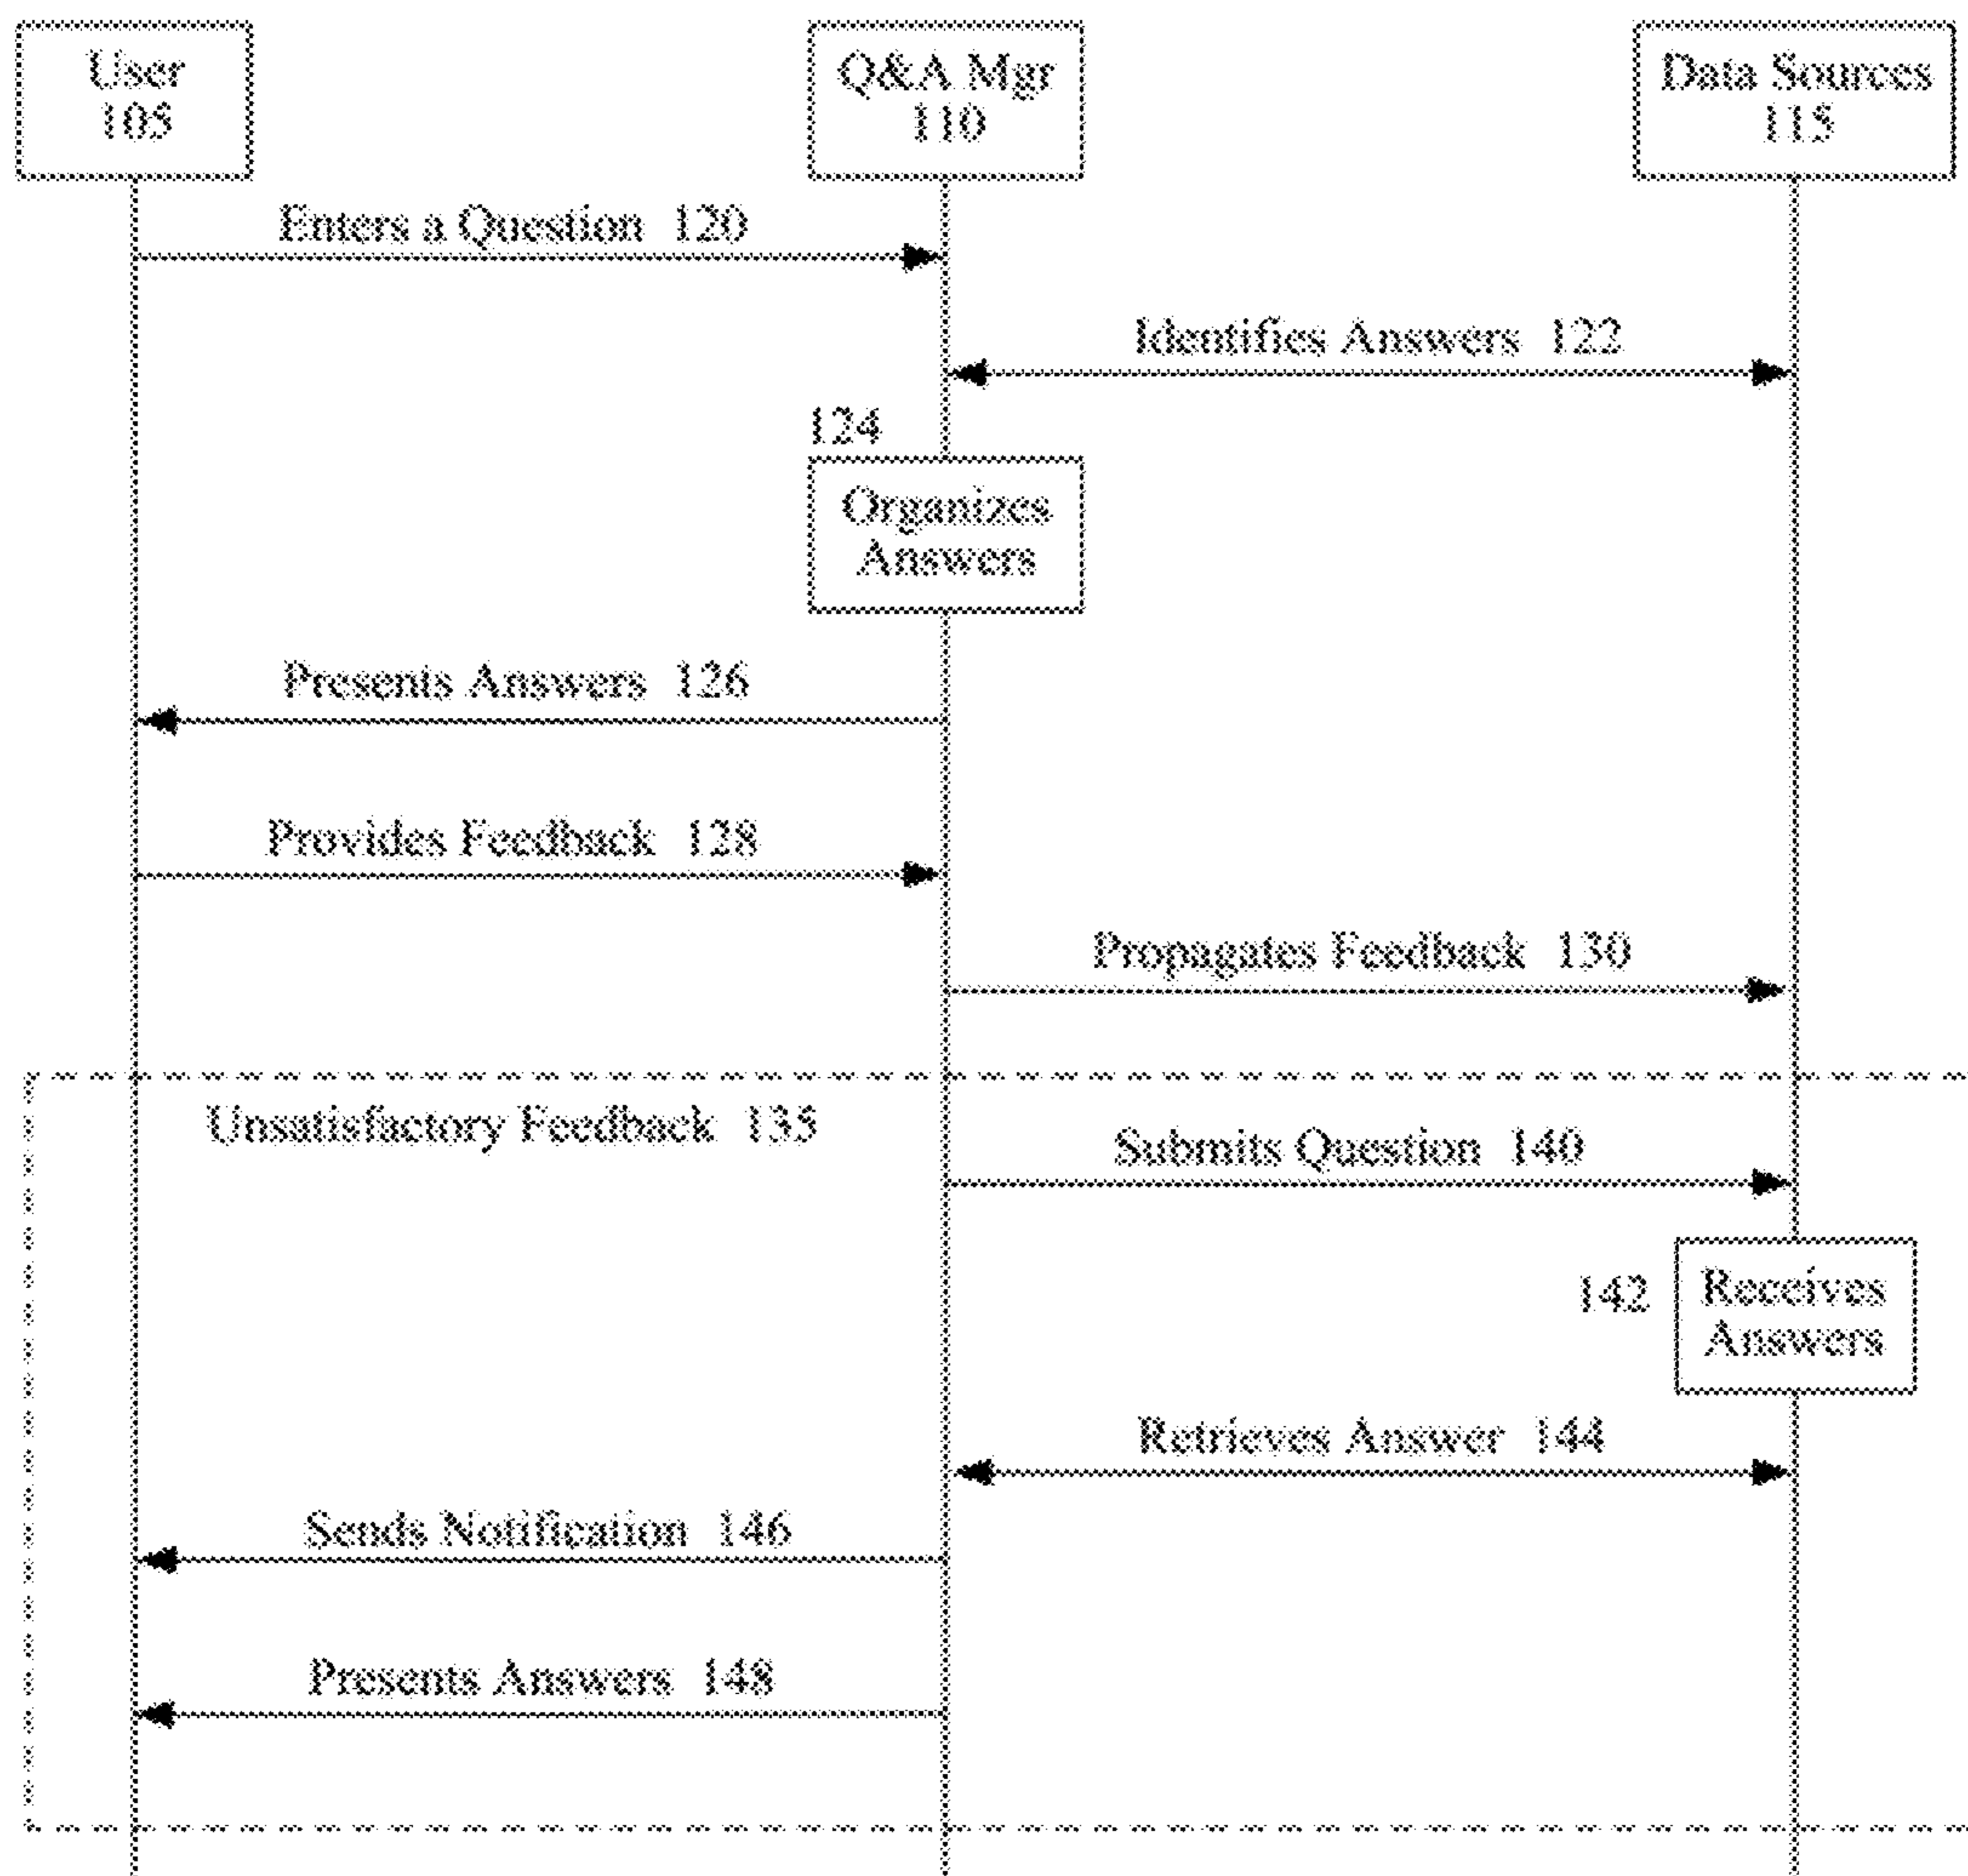 User
105
Q&A Mgr
110
Data Sources
115
Enters a Question 120
Identifies Answers 122
124
Organizes
Answers
Presents Answers 126
Provides Feedback 128
Propagates Feedback 130
Unsatisfactory Feedback 135
Submits Question 140
142
Receives
Answers
Retrieves Answer 144
Sends Notification 146
Presents Answers 148